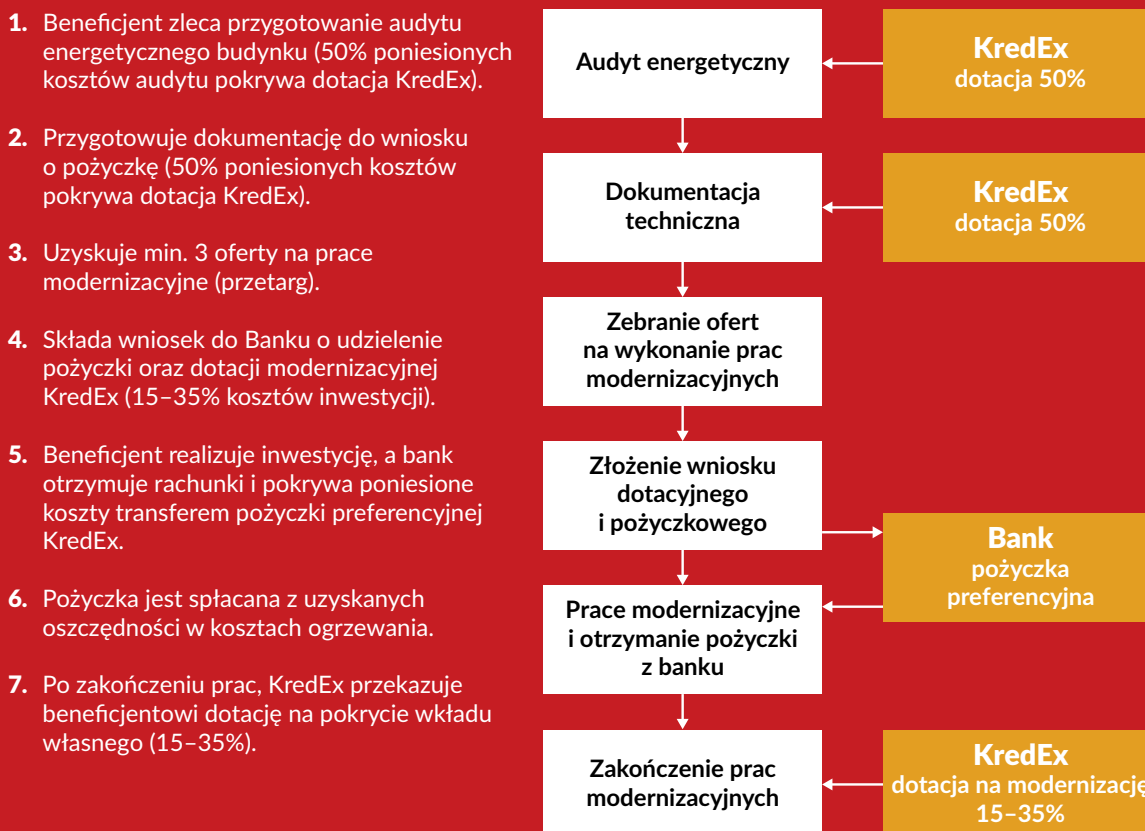 1. Beneficjent zleca przygotowanie audytu
energetycznego budynku (50% poniesionych
kosztów audytu pokrywa dotacja KredEx).
2. Przygotowuje dokumentację do wniosku
o pożyczkę (50% poniesionych kosztów
pokrywa dotacja KredEx).
3. Uzyskuje min. 3 oferty na prace
modernizacyjne (przetarg).
4. Składa wniosek do Banku o udzielenie
pożyczki oraz dotacji modernizacyjnej
KredEx (15–35% kosztów inwestycji).
5. Beneficjent realizuje inwestycję, a bank
otrzymuje rachunki i pokrywa poniesione
koszty transferem pożyczki preferencyjnej
KredEx.
6. Pożyczka jest spłacana z uzyskanych
oszczędności w kosztach ogrzewania.
7. Po zakończeniu prac, KredEx przekazuje
beneficjentowi dotację na pokrycie wkładu
własnego (15–35%).
Audyt energetyczny
KredEx
dotacja 50%
Dokumentacja
techniczna
KredEx
dotacja 50%
Zebranie ofert
na wykonanie prac
modernizacyjnych
Złożenie wniosku
dotacyjnego
i pożyczkowego
Bank
pożyczka
preferencyjna
Prace modernizacyjne
i otrzymanie pożyczki
z banku
Zakończenie prac
modernizacyjnych
KredEx
dotacja na modernizację
15–35%